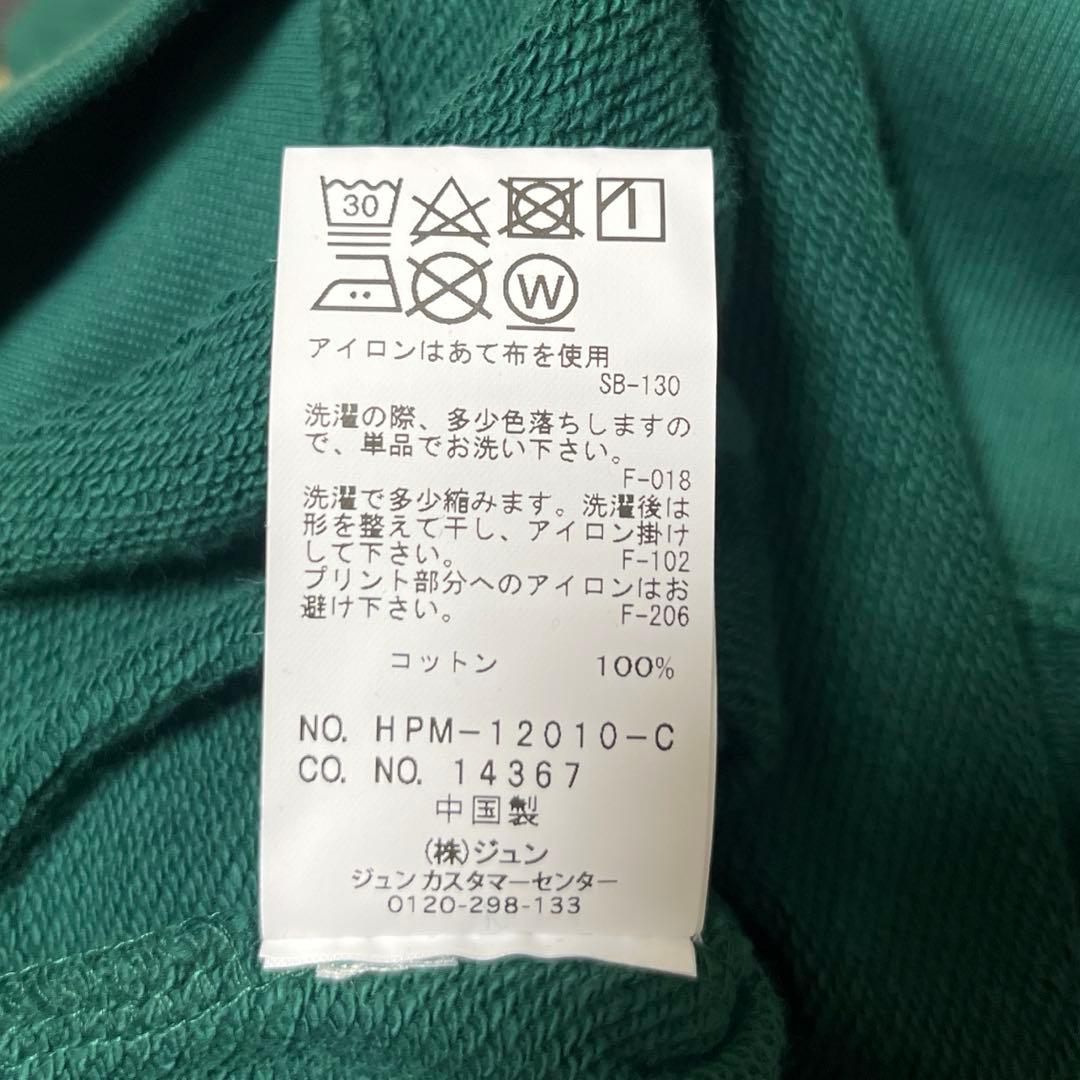 30
W
アイロンはあて布を使用
SB-130
洗濯の際、多少色落ちしますの
で、単品でお洗い下さい。
F-018
洗濯で多少縮みます。洗濯後は
形を整えて干し、アイロン掛け
して下さい。 F-102
プリント部分へのアイロンはお
避け下さい。 F-206
コットン 100%
NO. HPM-12010-C
CO. NO. 14367
中国製
(株)ジュン
ジュンカスタマーセンター
0120-298-133